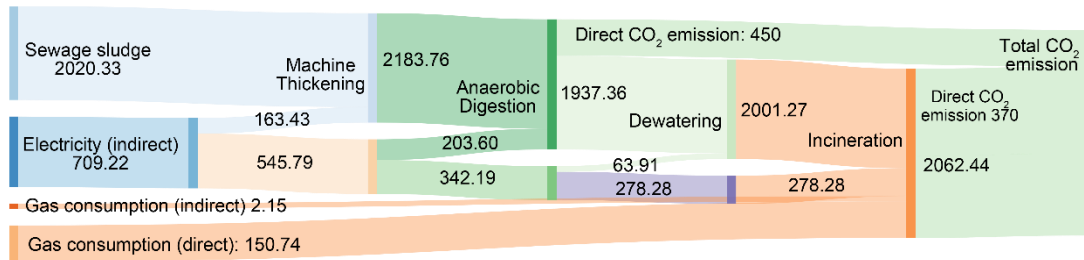 Sewage sludge
2020.33
Machine
Thickening
2183.76
Anaerobic
Digestion
Direct CO₂ emission: 450
1937.36
Dewatering
2001.27
Incineration
Total CO₂
emission
Direct CO₂
emission 370
2062.44
Electricity (indirect)
709.22
163.43
545.79
203.60
342.19
63.91
278.28
278.28
Gas consumption (indirect) 2.15
Gas consumption (direct): 150.74